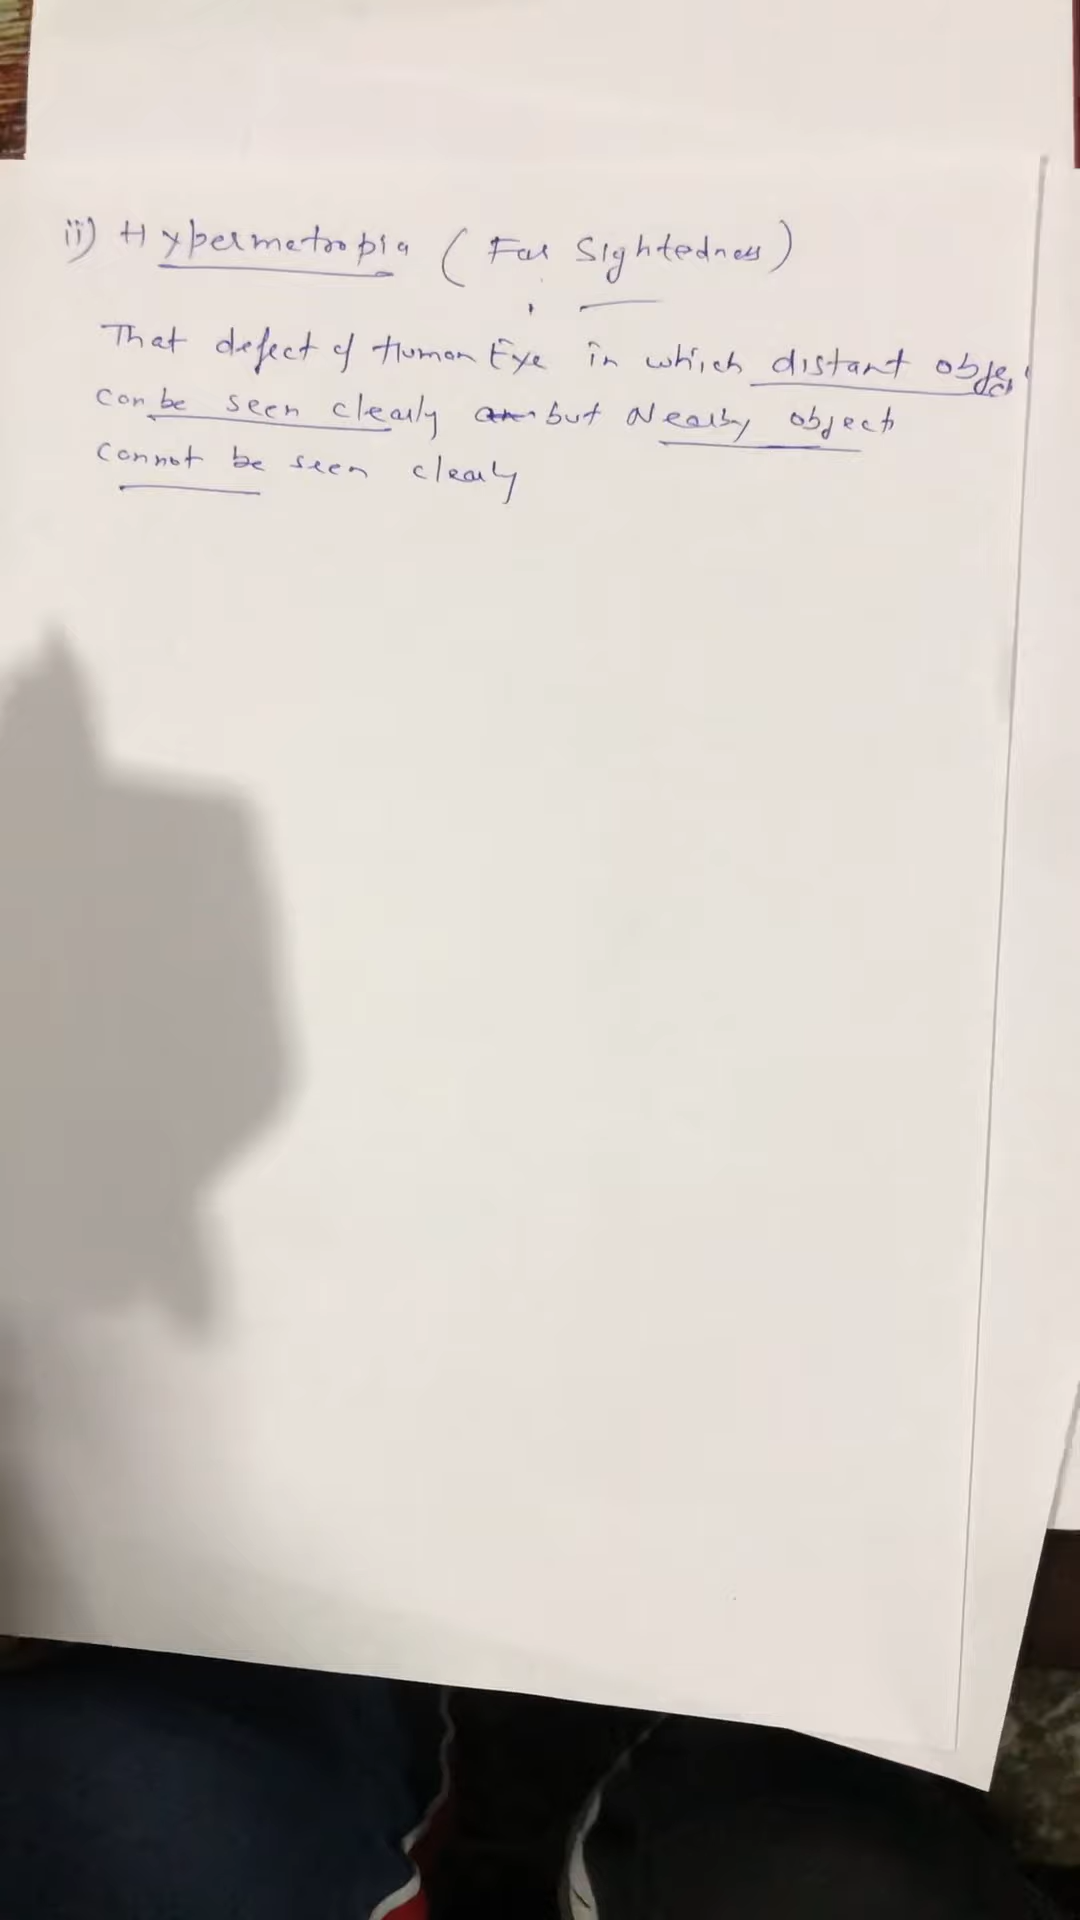 ii) Hypermetropia ( Far Sightedness )
That defect of Human Eye in which distant objec
can be seen clearly but Nearby object
cannot be seen clearly